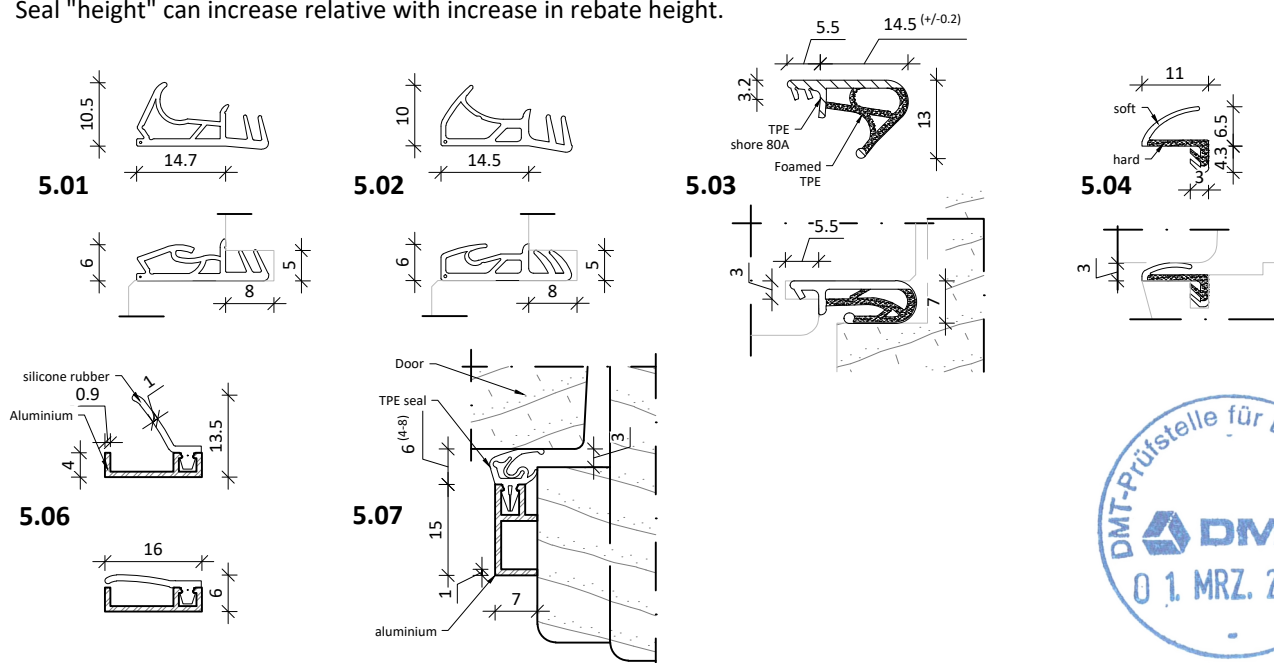 Seal "height" can increase relative with increase in rebate height.
10.5
14.7
5.01
6
5
8
10
14.5
5.02
6
5
8
5.5
14.5 (+/-0.2)
3.2
13
TPE
shore 80A
Foamed
TPE
5.03
5.5
3
7
11
soft
6.5
hard
4.3
3
5.04
3
silicone rubber
1
0.9
Aluminium
13.5
4
5.06
16
6
Door
TPE seal
6 (4-8)
3
5.07
15
1
7
aluminium
DMT-Prüfstelle für
DM
0 1. MRZ. 2